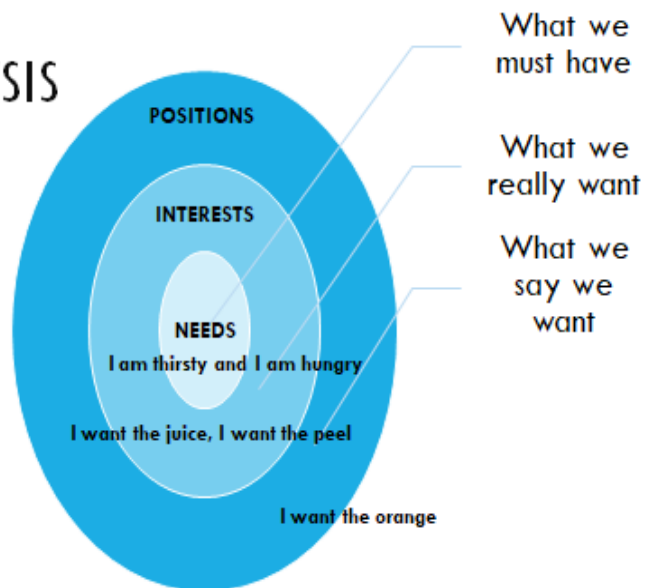 SIS
POSITIONS
INTERESTS
NEEDS
I am thirsty and I am hungry
I want the juice, I want the peel
I want the orange
What we
must have
What we
really want
What we
say we
want